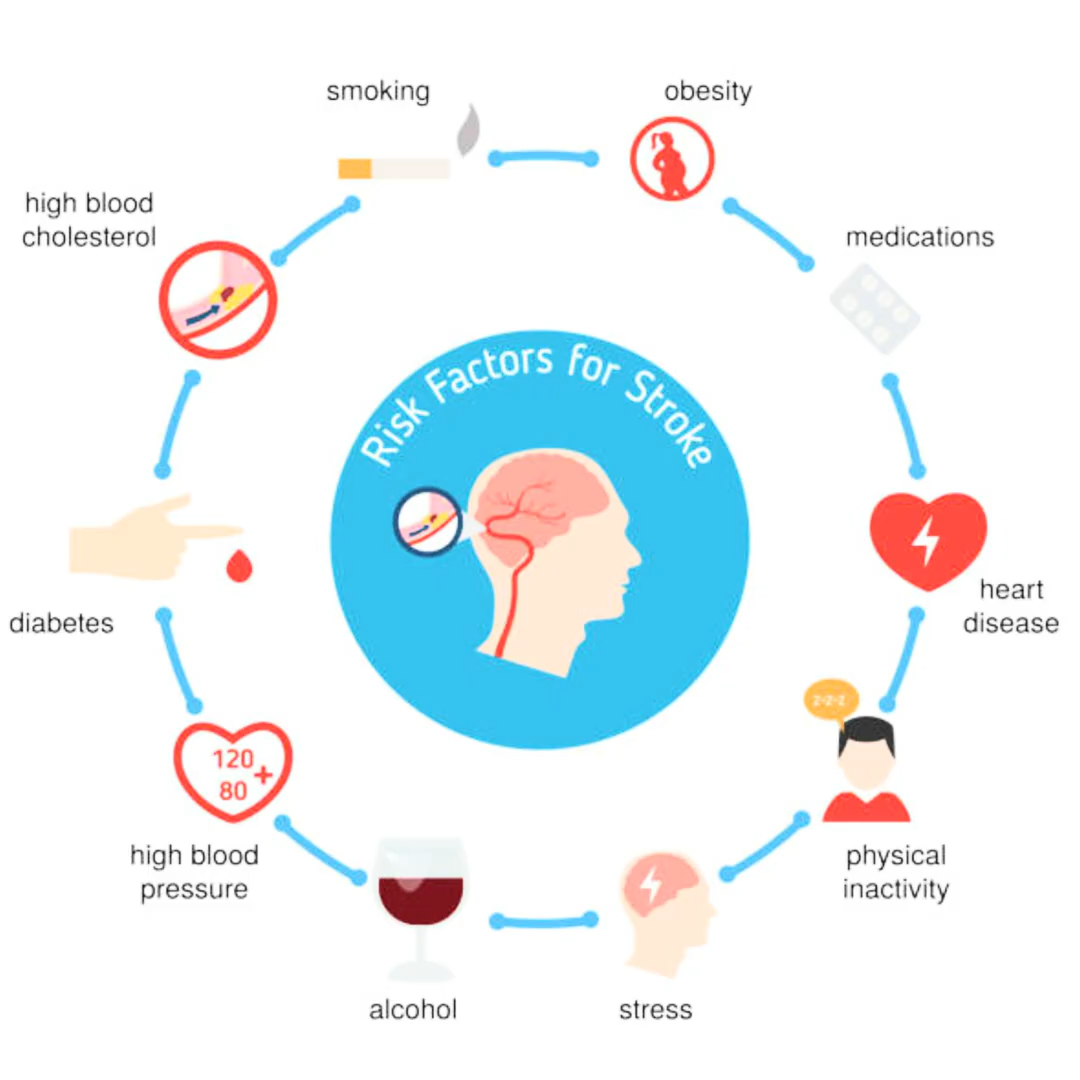 smoking
obesity
high blood
cholesterol
medications
Risk Factors for Stroke
diabetes
heart
disease
z-z-z
120
80 +
high blood
pressure
physical
inactivity
alcohol
stress